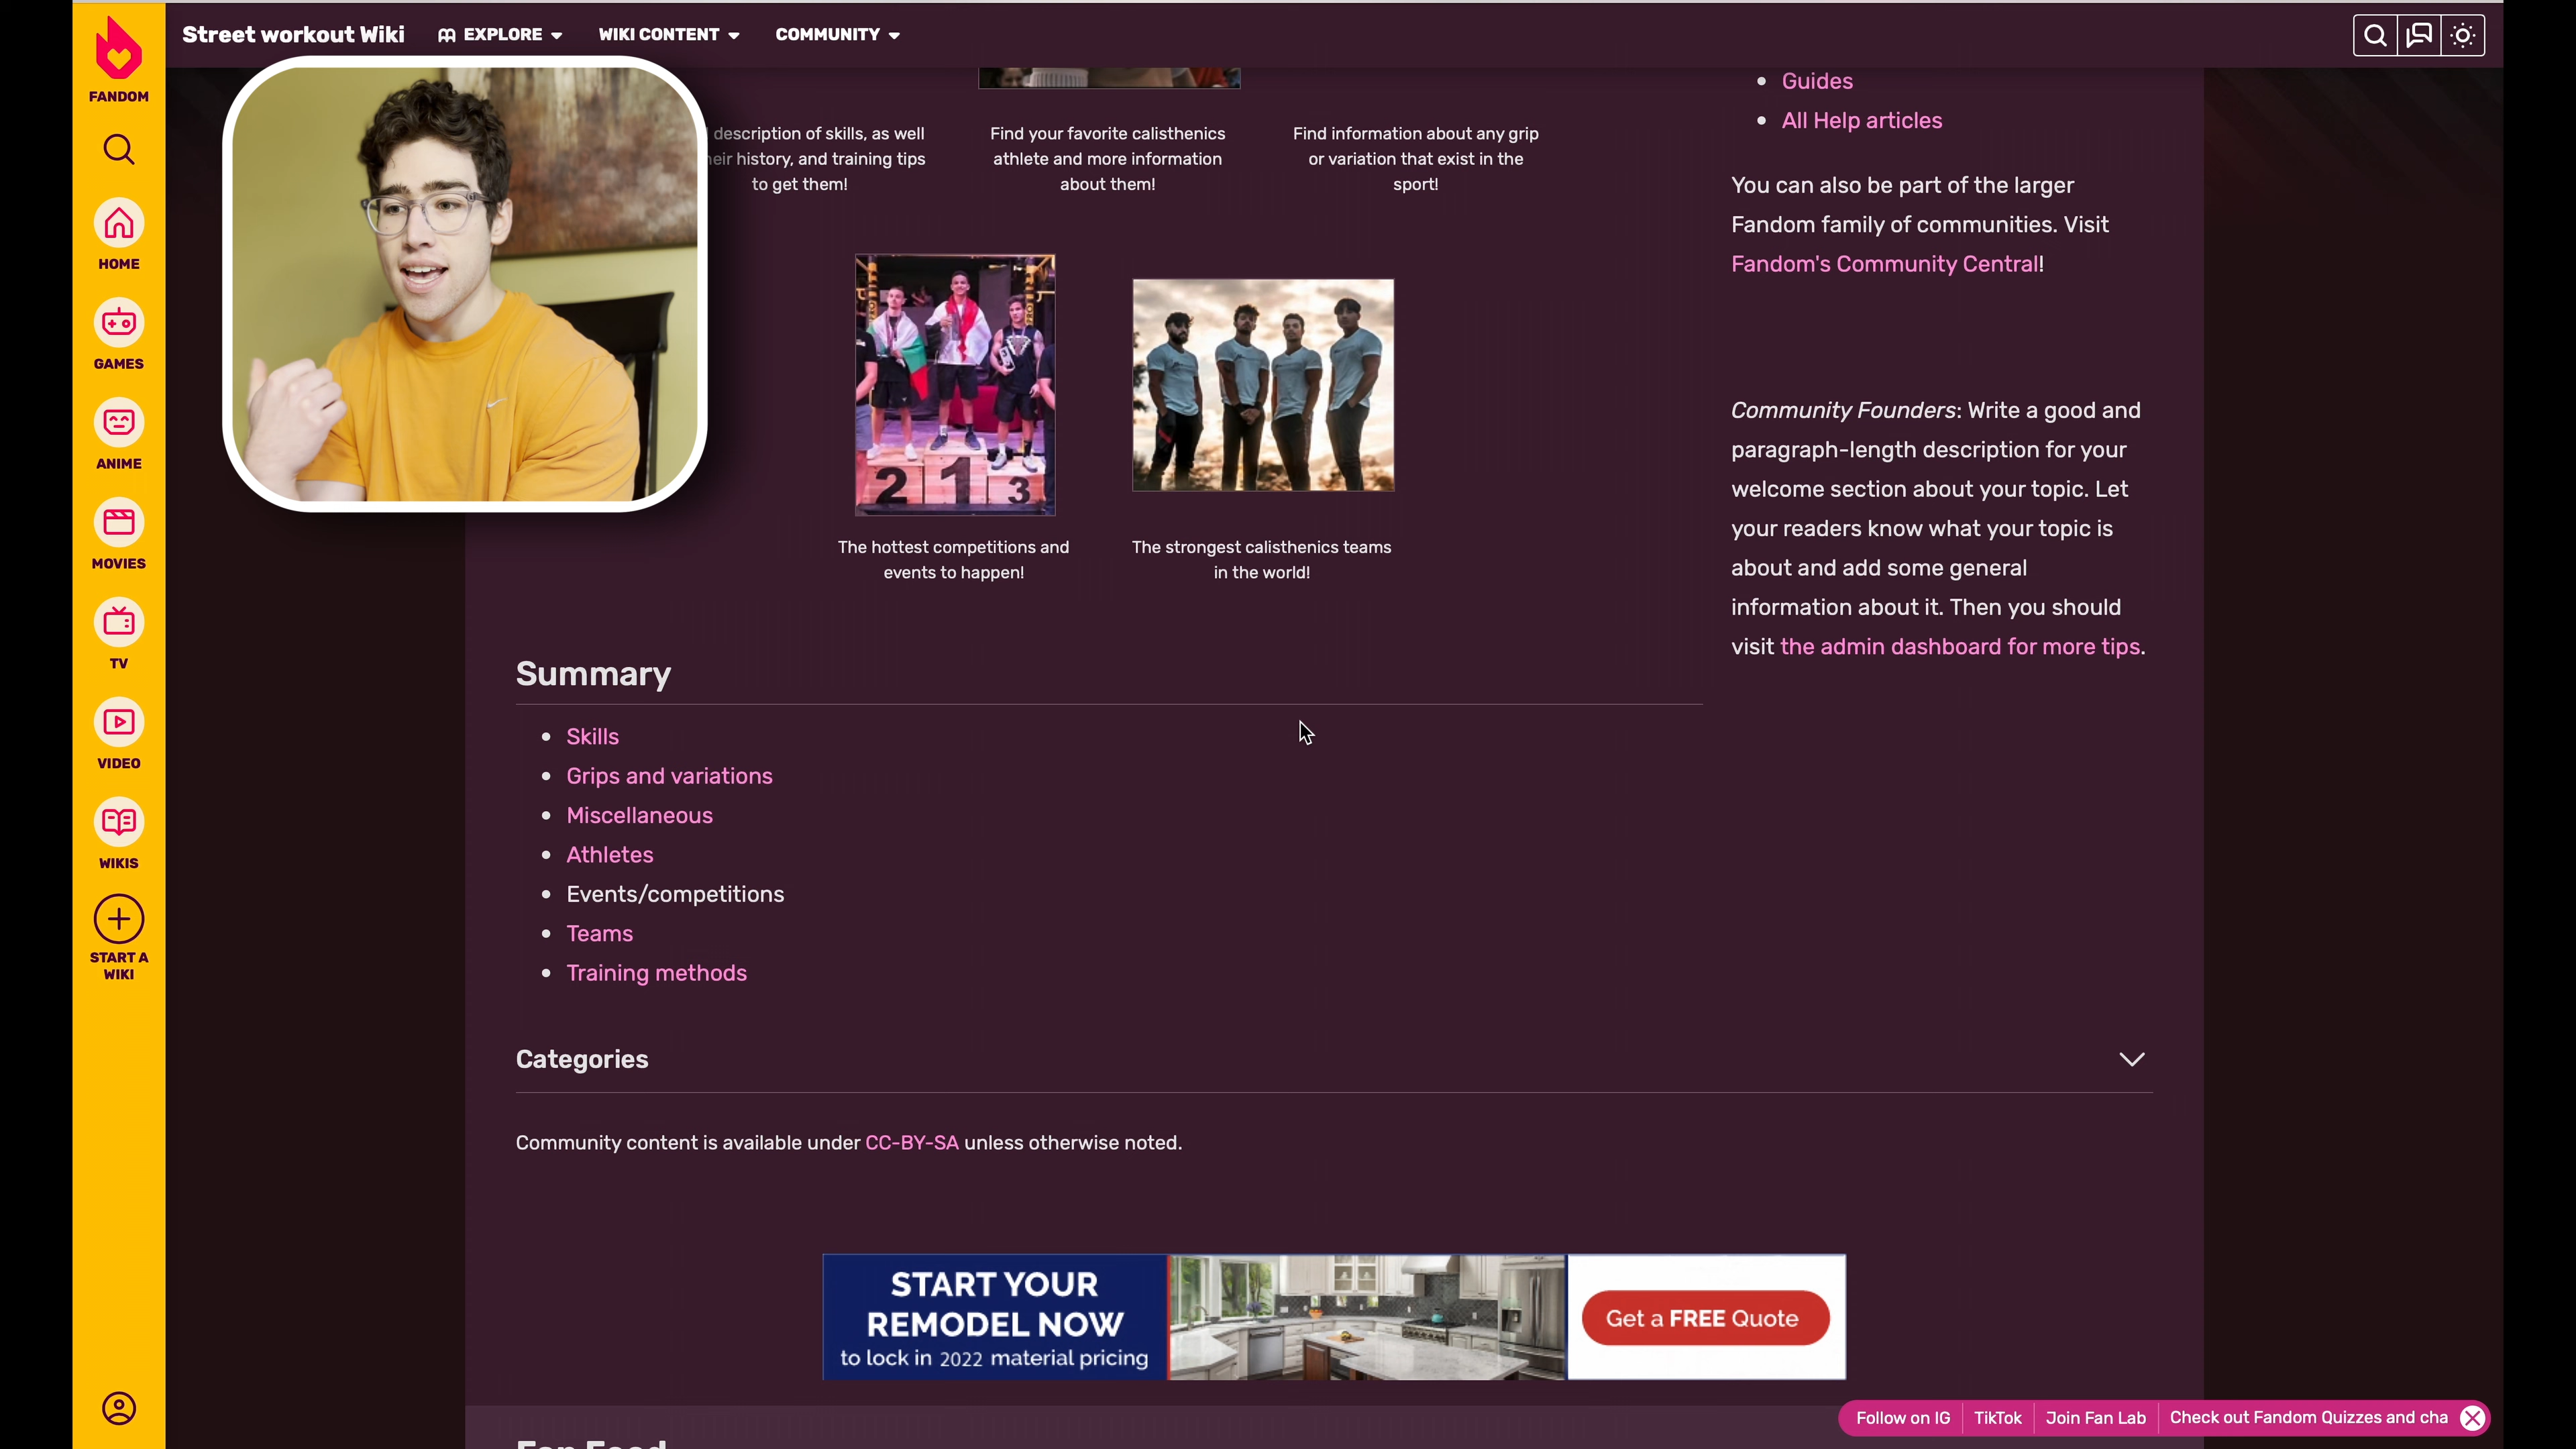 Street workout Wiki
EXPLORE
WIKI CONTENT
COMMUNITY
FANDOM
HOME
GAMES
ANIME
MOVIES
TV
VIDEO
WIKIS
START A
WIKI
description of skills, as well
history, and training tips
to get them!
Find your favorite calisthenics
athlete and more information
about them!
Find information about any grip
or variation that exist in the
sport!
2 1 3
The hottest competitions and
events to happen!
The strongest calisthenics teams
in the world!
Summary
Skills
Grips and variations
Miscellaneous
Athletes
Events/competitions
Teams
Training methods
Categories
Community content is available under CC-BY-SA unless otherwise noted.
Guides
All Help articles
You can also be part of the larger
Fandom family of communities. Visit
Fandom's Community Central!
Community Founders: Write a good and
paragraph-length description for your
welcome section about your topic. Let
your readers know what your topic is
about and add some general
information about it. Then you should
visit the admin dashboard for more tips.
START YOUR
REMODEL NOW
to lock in 2022 material pricing
Get a FREE Quote
Follow on IG
TikTok
Join Fan Lab
Check out Fandom Quizzes and cha